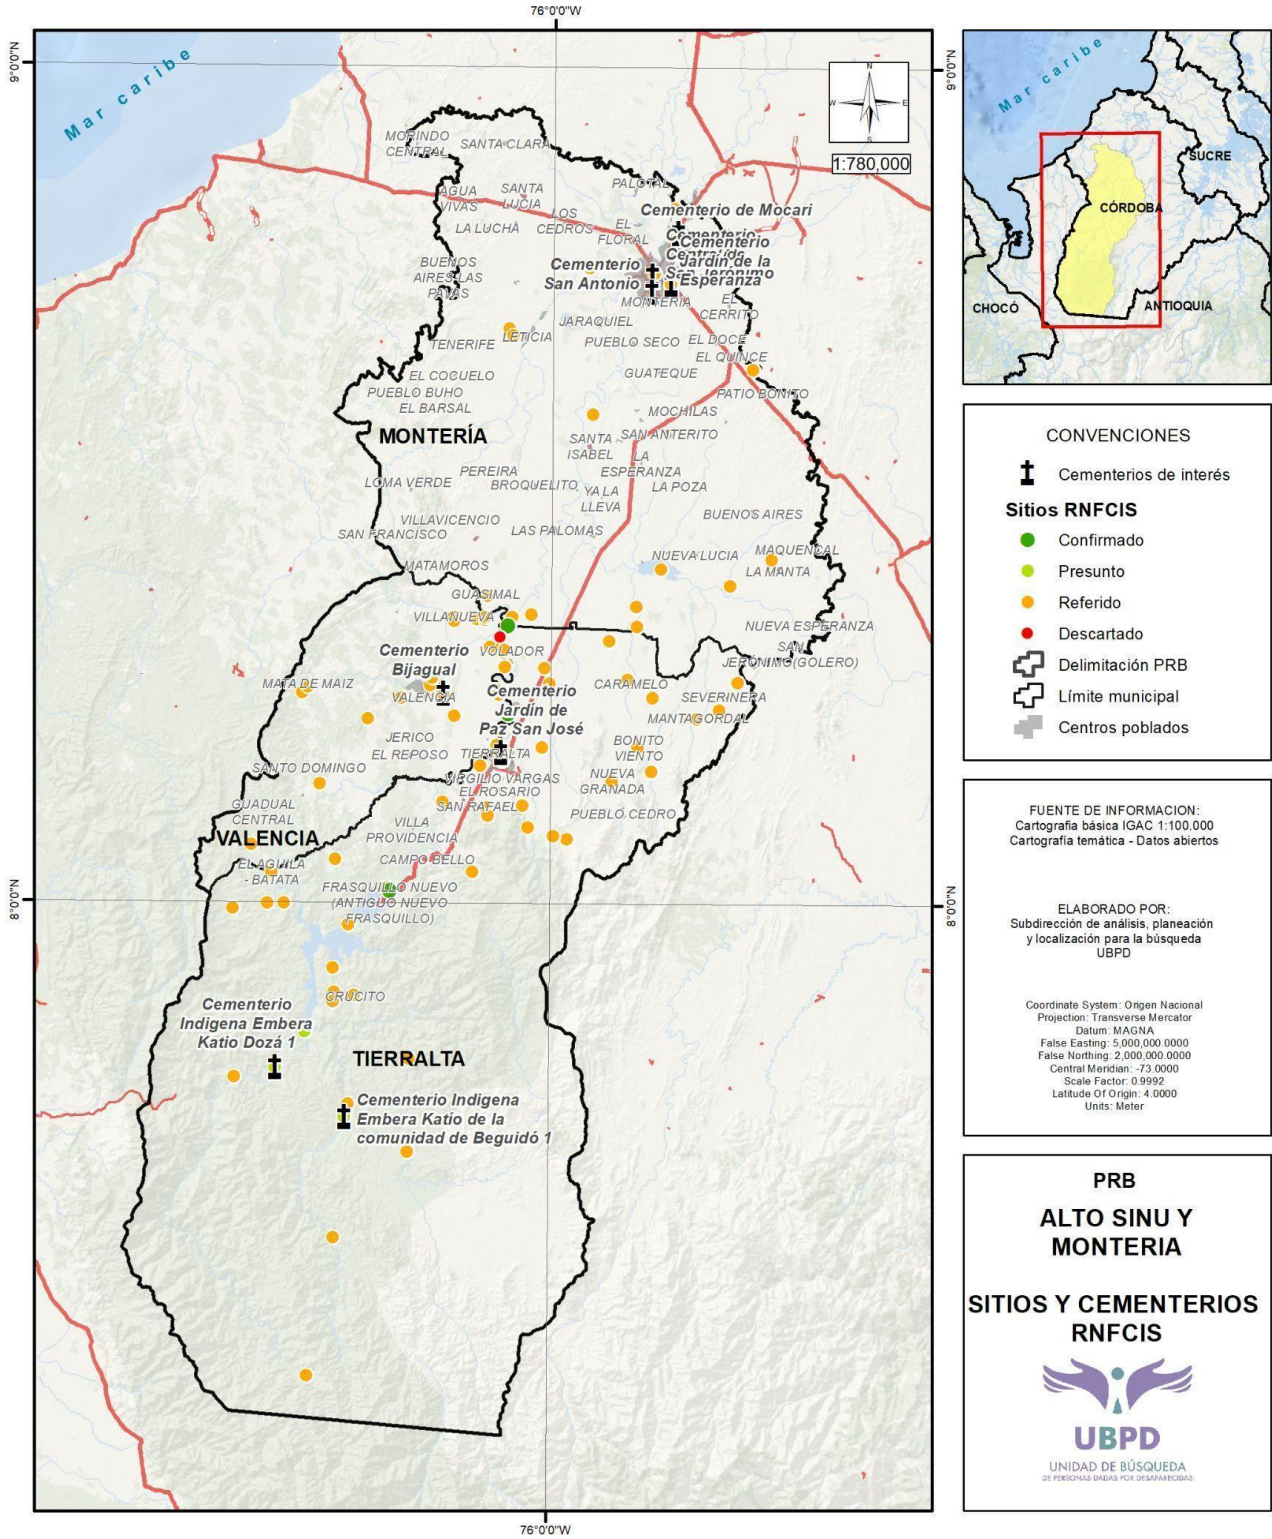 76°0'0"W
9°0'0"N
9°0'0"N
Mar caribe
N
W
E
S
1:780,000
MORINDO
CENTRAL
SANTA CLARA
AGUA
VIVAS
SANTA
LUCIA
PALOTAL
LA LUCHA
LOS
CEDROS
EL
FLORAL
Cementerio de Mocari
Cementerio
Central de
San Jerónimo
Cementerio
Jardin de la
Esperanza
Cementerio
San Antonio
BUENOS
AIRES-LAS
PAVAS
MONTERIA
EL
CERRITO
JARAQUIEL
TENERIFE
LETICIA
PUEBLO SECO
EL DOCE
EL QUINCE
EL COCUELO
GUATEQUE
PUEBLO BUHO
EL BARSAL
PATIO BONITO
MOCHILAS
MONTERÍA
SANTA
ISABEL
SAN ANTERITO
LA
ESPERANZA
PEREIRA
LOMA VERDE
BROQUELITO
YA LA
LLEVA
LA POZA
VILLAVICENCIO
SAN FRANCISCO
LAS PALOMAS
BUENOS AIRES
MATAMOROS
NUEVA LUCIA
MAQUENCAL
LA MANTA
GUASIMAL
VILLANUEVA
NUEVA ESPERANZA
Cementerio
Bijagual
VOLADOR
SAN
JERONIMO(GOLERO)
MATA DE MAIZ
VALENCIA
Cementerio
Jardin de
Paz San José
CARAMELO
SEVERINERA
MANTAGORDAL
JERICO
EL REPOSO
TIERRALTA
BONITO
VIENTO
SANTO DOMINGO
VIRGILIO VARGAS
EL ROSARIO
SAN RAFAEL
NUEVA
GRANADA
GUADUAL
CENTRAL
VILLA
PROVIDENCIA
PUEBLO CEDRO
VALENCIA
EL AGUILA
- BATATA
CAMPO BELLO
FRASQUILLO NUEVO
(ANTIGUO NUEVO
FRASQUILLO)
8°0'0"N
8°0'0"N
CRUCITO
Cementerio
Indigena Embera
Katio Dozá 1
TIERRALTA
Cementerio Indigena
Embera Katío de la
comunidad de Beguidó 1
76°0'0"W
Mar caribe
SUCRE
CÓRDOBA
CHOCÓ
ANTIOQUIA
CONVENCIONES
Cementerios de interés
Sitios RNFCIS
Confirmado
Presunto
Referido
Descartado
Delimitación PRB
Límite municipal
Centros poblados
FUENTE DE INFORMACION:
Cartografia básica IGAC 1:100.000
Cartografía temática - Datos abiertos
ELABORADO POR:
Subdirección de análisis, planeación
y localización para la búsqueda
UBPD
Coordinate System: Origen Nacional
Projection: Transverse Mercator
Datum: MAGNA
False Easting: 5,000,000.0000
False Northing: 2,000,000.0000
Central Meridian: -73.0000
Scale Factor: 0.9992
Latitude Of Origin: 4.0000
Units: Meter
PRB
ALTO SINU Y
MONTERIA
SITIOS Y CEMENTERIOS
RNFCIS
UBPD
UNIDAD DE BÚSQUEDA
DE PERSONAS DADAS POR DESAPARECIDAS